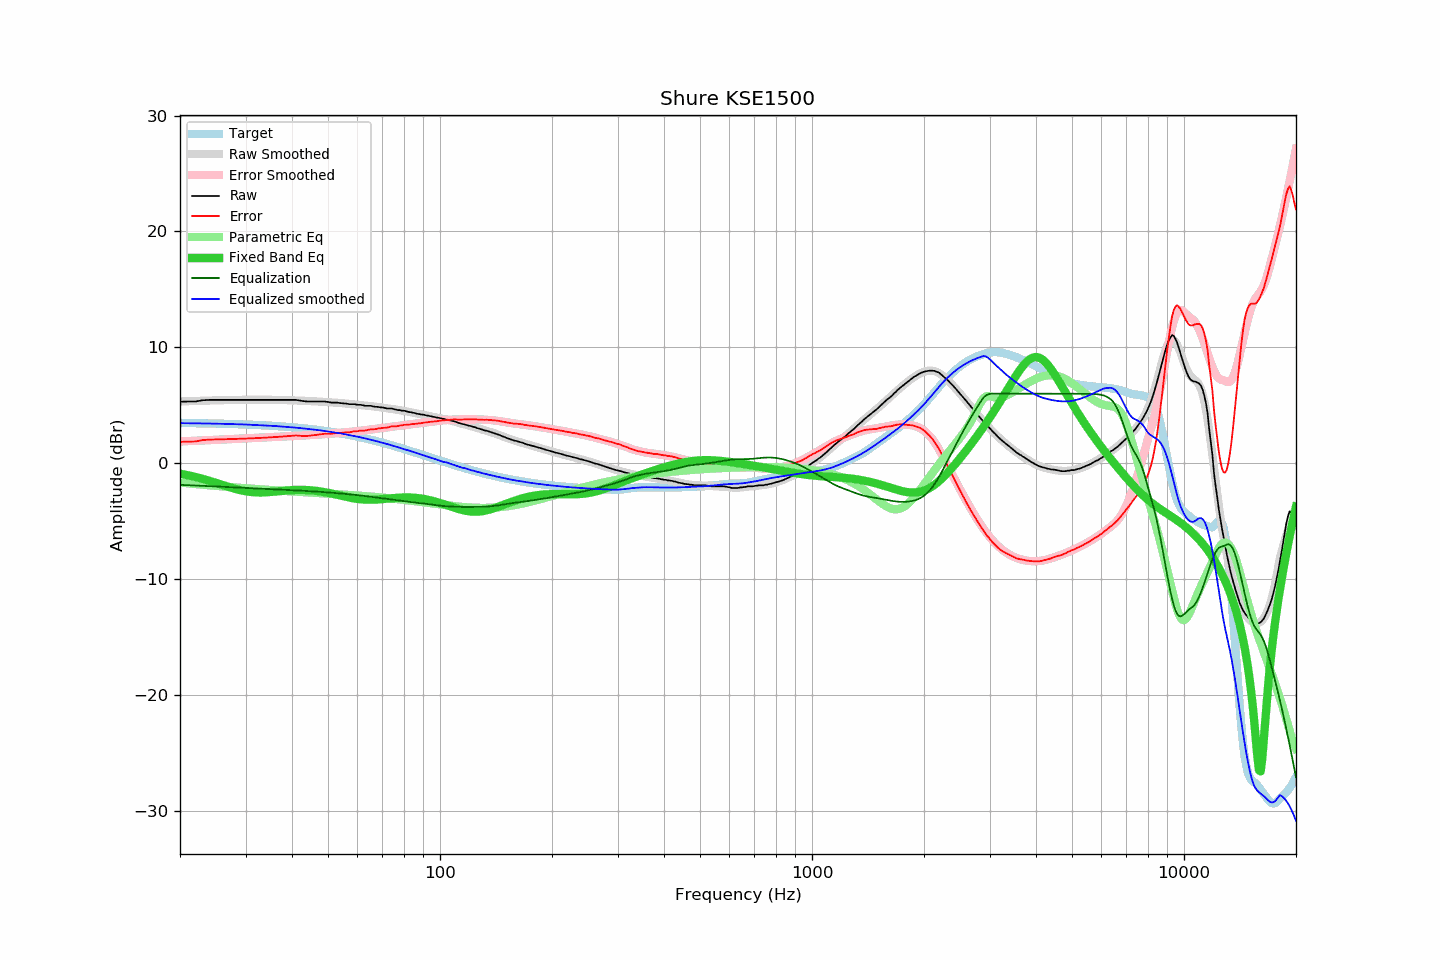 Shure KSE1500
30
20
10
0
−10
−20
−30
Amplitude (dBr)
Target
Raw Smoothed
Error Smoothed
Raw
Error
Parametric Eq
Fixed Band Eq
Equalization
Equalized smoothed
100
1000
10000
Frequency (Hz)